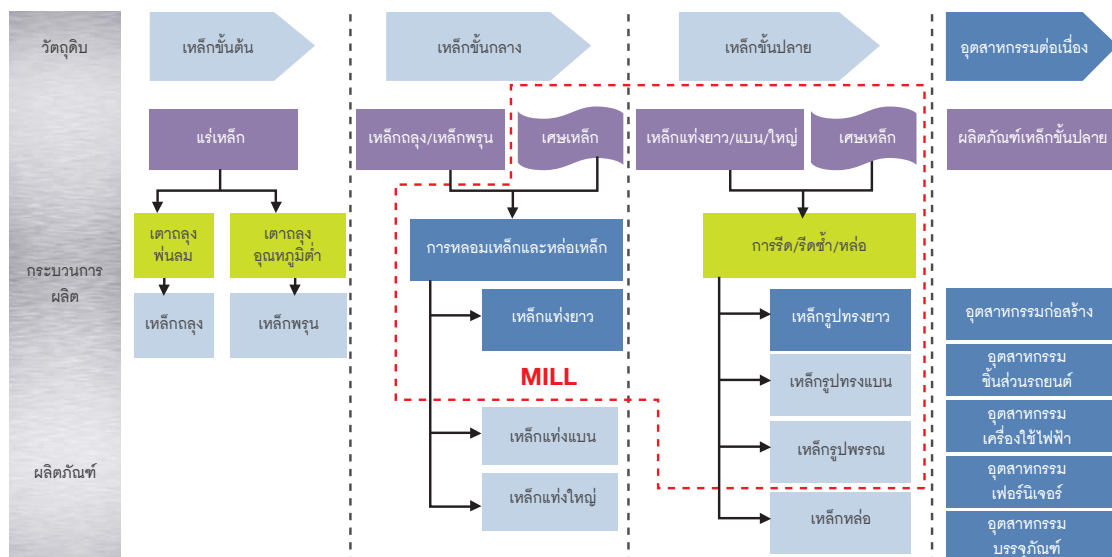 วัตถุดิบ
เหล็กขั้นต้น
เหล็กขั้นกลาง
เหล็กขั้นปลาย
อุตสาหกรรมต่อเนื่อง
แร่เหล็ก
เหล็กถลุง/เหล็กพรุน
เศษเหล็ก
เหล็กแท่งยาว/แบน/ใหญ่
เศษเหล็ก
ผลิตภัณฑ์เหล็กขั้นปลาย
กระบวนการ
ผลิต
เตาถลุง
พ่นลม
เตาถลุง
อุณหภูมิต่ำ
การหลอมเหล็กและหล่อเหล็ก
การรีด/รีดซ้ำ/หล่อ
เหล็กถลุง
เหล็กพรุน
เหล็กแท่งยาว
เหล็กรูปทรงยาว
อุตสาหกรรมก่อสร้าง
MILL
เหล็กรูปทรงแบน
อุตสาหกรรม
ชิ้นส่วนรถยนต์
ผลิตภัณฑ์
เหล็กแท่งแบน
เหล็กรูปพรรณ
อุตสาหกรรม
เครื่องใช้ไฟฟ้า
เหล็กแท่งใหญ่
เหล็กหล่อ
อุตสาหกรรม
เฟอร์นิเจอร์
อุตสาหกรรม
บรรจุภัณฑ์